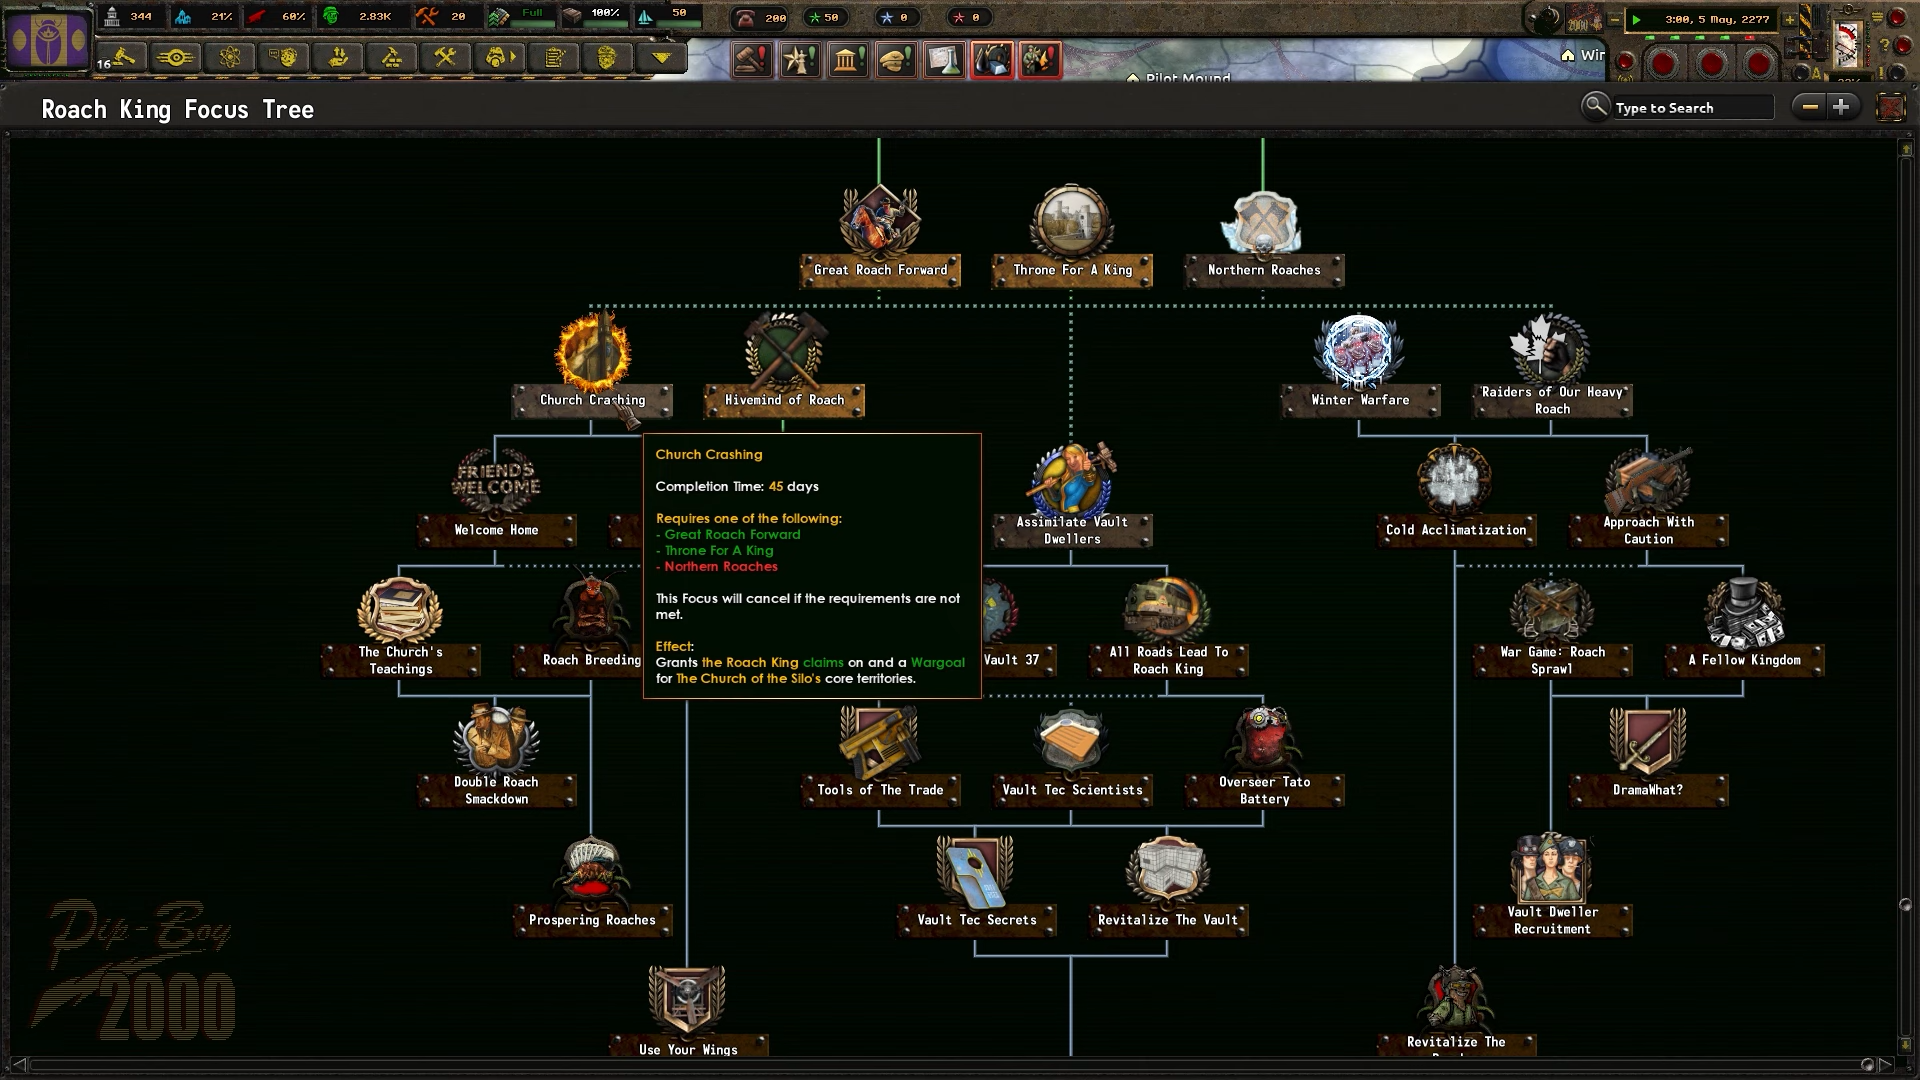 344
21%
60%
2.83K
20
Full
100%
50
200
50
0
0
3:00, 5 May, 2277
16
Pilot Mound
Wir
Roach King Focus Tree
Type to Search
Great Roach Forward
Throne For A King
Northern Roaches
Church Crashing
Hivemind of Roach
Winter Warfare
Raiders of Our Heavy
Roach
Church Crashing
Completion Time: 45 days
Requires one of the following:
- Great Roach Forward
- Throne For A King
- Northern Roaches
This Focus will cancel if the requirements are not
met.
Effect:
Grants the Roach King claims on and a Wargoal
for The Church of the Silo's core territories.
FRIENDS
WELCOME
Welcome Home
Assimilate Vault
Dwellers
Cold Acclimatization
Approach With
Caution
The Church's
Teachings
Roach Breeding
Vault 37
All Roads Lead To
Roach King
War Game: Roach
Sprawl
A Fellow Kingdom
Double Roach
Smackdown
Tools of The Trade
Vault Tec Scientists
Overseer Tato
Battery
DramaWhat?
Prospering Roaches
Vault Tec Secrets
Revitalize The Vault
Vault Dweller
Recruitment
Pip-Boy
2000
Use Your Wings
Revitalize The